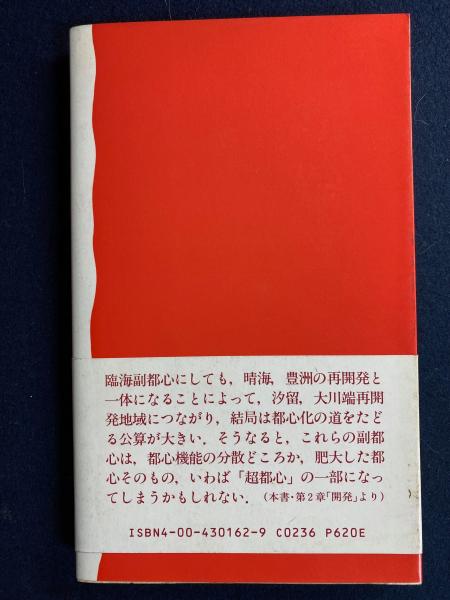 臨海副都心にしても，晴海，豊洲の再開発と
一体になることによって，汐留，大川端再開
発地域につながり，結局は都心化の道をたど
る公算が大きい．そうなると，これらの副都
心は，都心機能の分散どころか，肥大した都
心そのもの，いわば「超都心」の一部になっ
てしまうかもしれない．（本書・第2章「開発」より）
ISBN4-00-430162-9 C0236 P620E